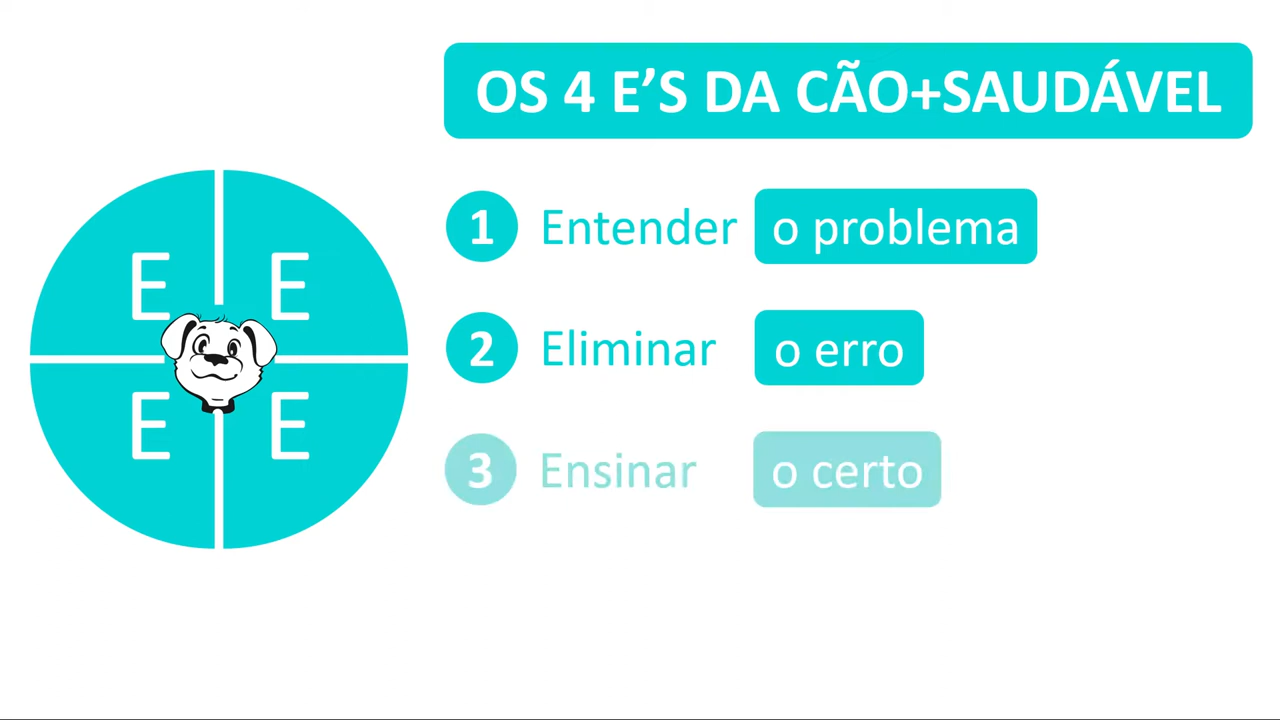 OS 4 E’S DA CÃO+SAUDÁVEL
E E
E E
1 Entender o problema
2 Eliminar o erro
3 Ensinar o certo